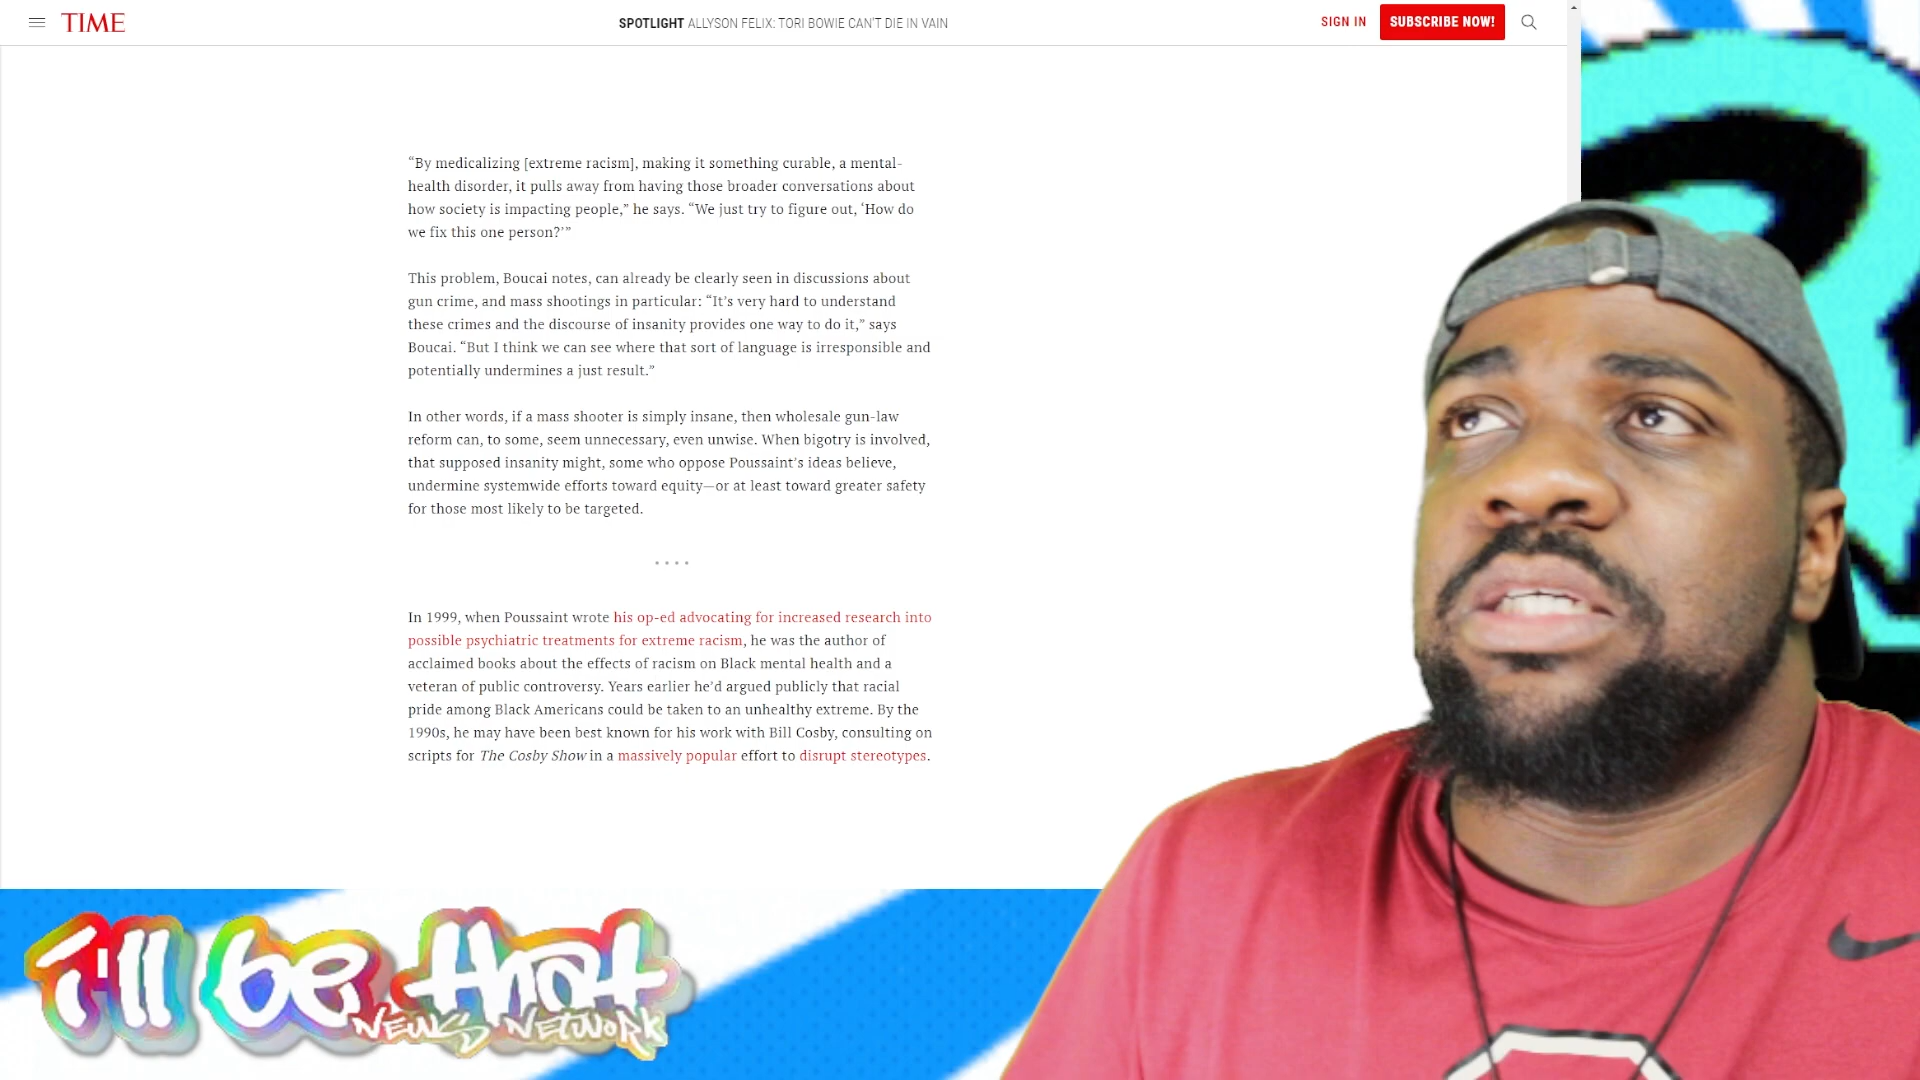 TIME
SPOTLIGHT ALLYSON FELIX: TORI BOWIE CAN'T DIE IN VAIN
SIGN IN
SUBSCRIBE NOW!
“By medicalizing [extreme racism], making it something curable, a mental-
health disorder, it pulls away from having those broader conversations about
how society is impacting people,” he says. “We just try to figure out, ‘How do
we fix this one person?’”
This problem, Boucai notes, can already be clearly seen in discussions about
gun crime, and mass shootings in particular: “It’s very hard to understand
these crimes and the discourse of insanity provides one way to do it,” says
Boucai. “But I think we can see where that sort of language is irresponsible and
potentially undermines a just result.”
In other words, if a mass shooter is simply insane, then wholesale gun-law
reform can, to some, seem unnecessary, even unwise. When bigotry is involved,
that supposed insanity might, some who oppose Poussaint’s ideas believe,
undermine systemwide efforts toward equity—or at least toward greater safety
for those most likely to be targeted.
In 1999, when Poussaint wrote his op-ed advocating for increased research into
possible psychiatric treatments for extreme racism, he was the author of
acclaimed books about the effects of racism on Black mental health and a
veteran of public controversy. Years earlier he’d argued publicly that racial
pride among Black Americans could be taken to an unhealthy extreme. By the
1990s, he may have been best known for his work with Bill Cosby, consulting on
scripts for The Cosby Show in a massively popular effort to disrupt stereotypes.
i'll be that
NEWS NETWORK